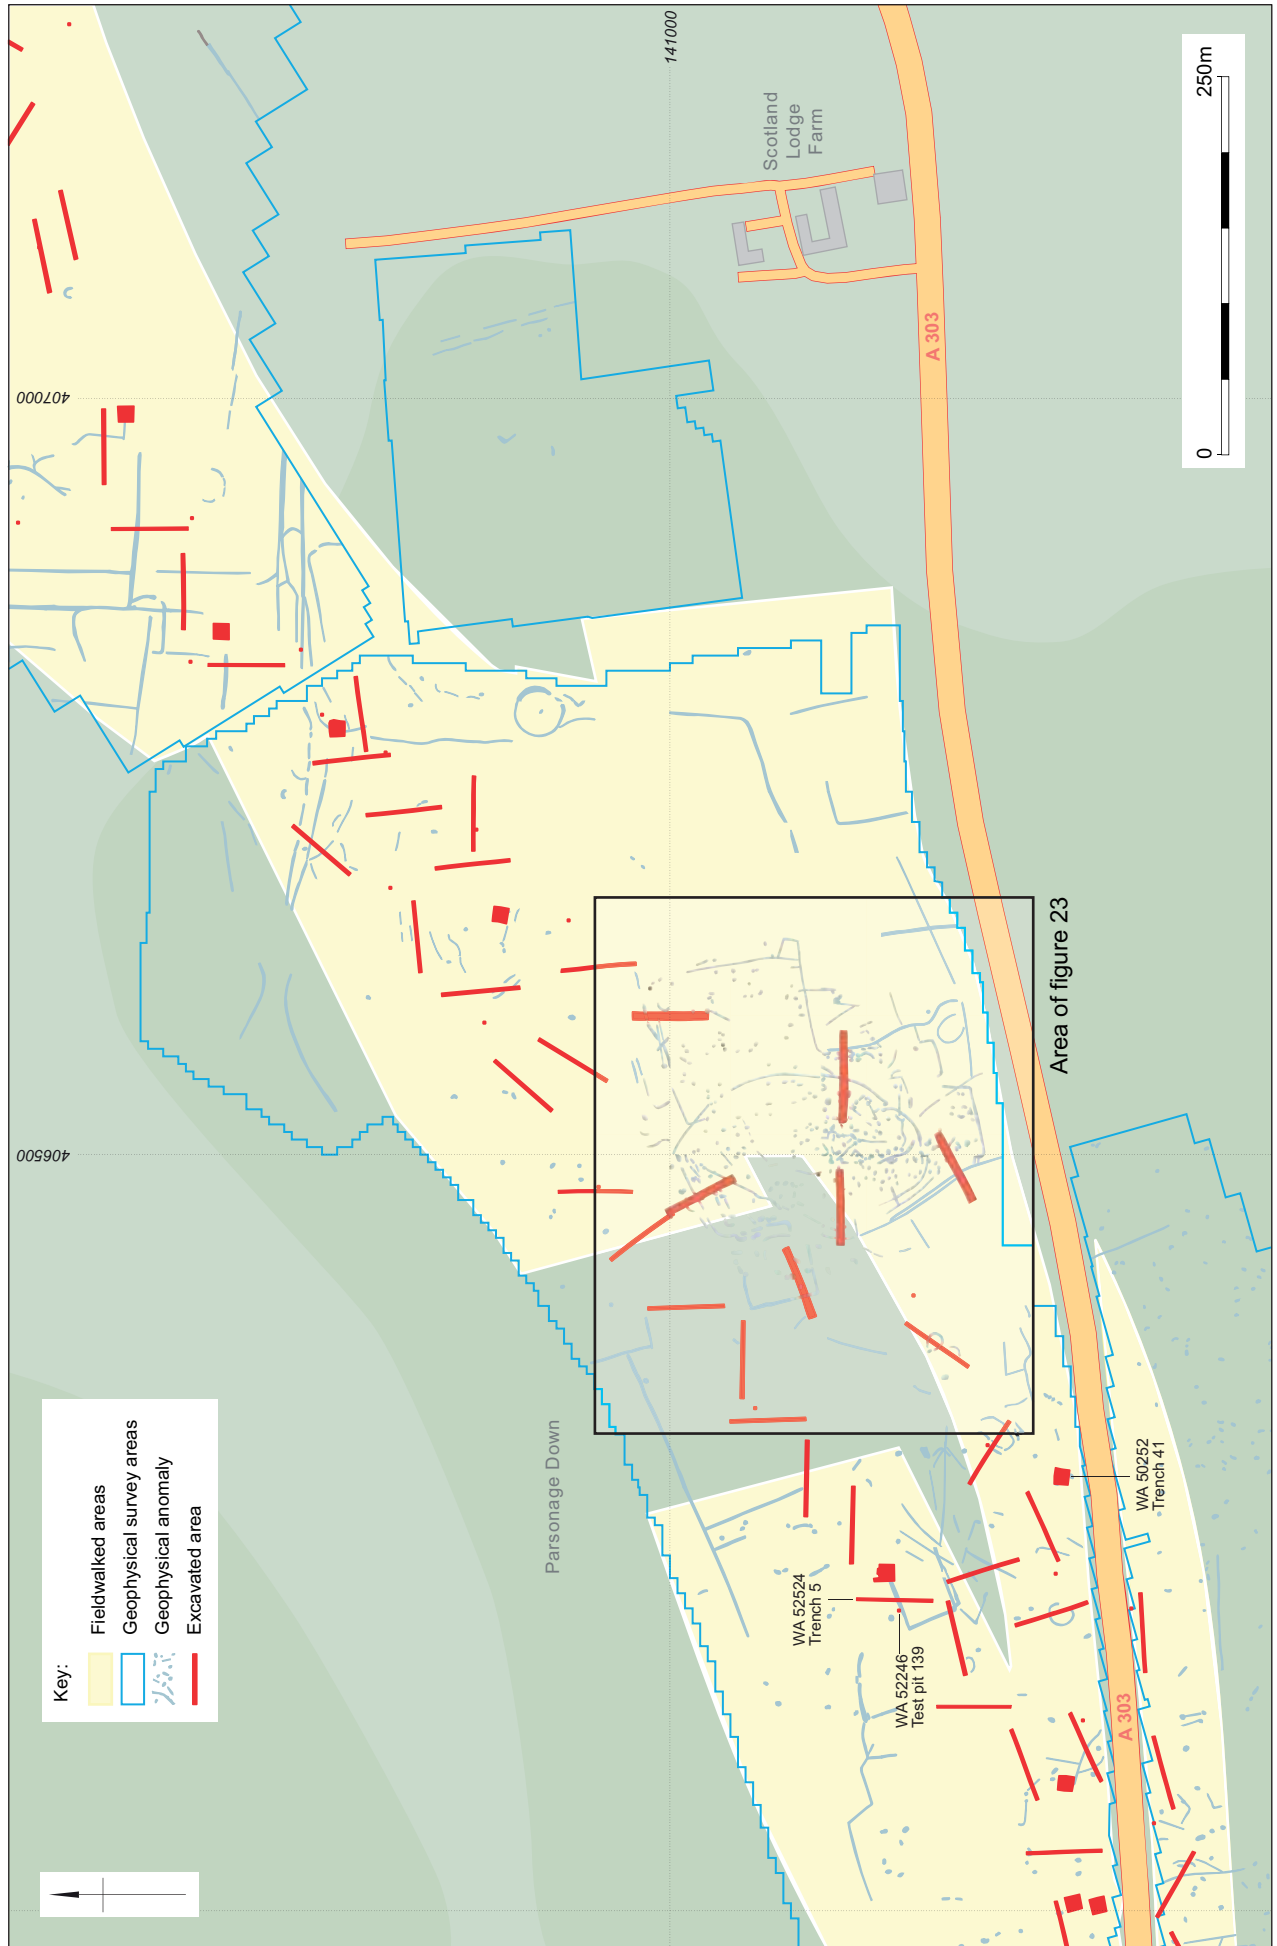 141000
407000
406500
Scotland
Lodge
Farm
A 303
250m
0
Area of figure 23
Parsonage Down
Key:
Fieldwalked areas
Geophysical survey areas
Geophysical anomaly
Excavated area
WA 52524
Trench 5
WA 52246
Test pit 139
WA 50252
Trench 41
A 303